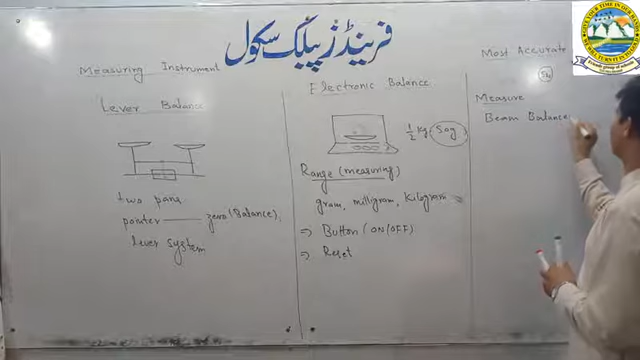 فرینڈز پبلک سکول
Measuring Instrument
Lever Balance
two pans
pointer —— zero (Balance),
lever system
Electronic Balance
1/2 kg
Range (measuring)
gram, milligram, kilogram
⇒ Button (ON/OFF)
⇒ Reset
Most Accurate
Measure
Beam Balance